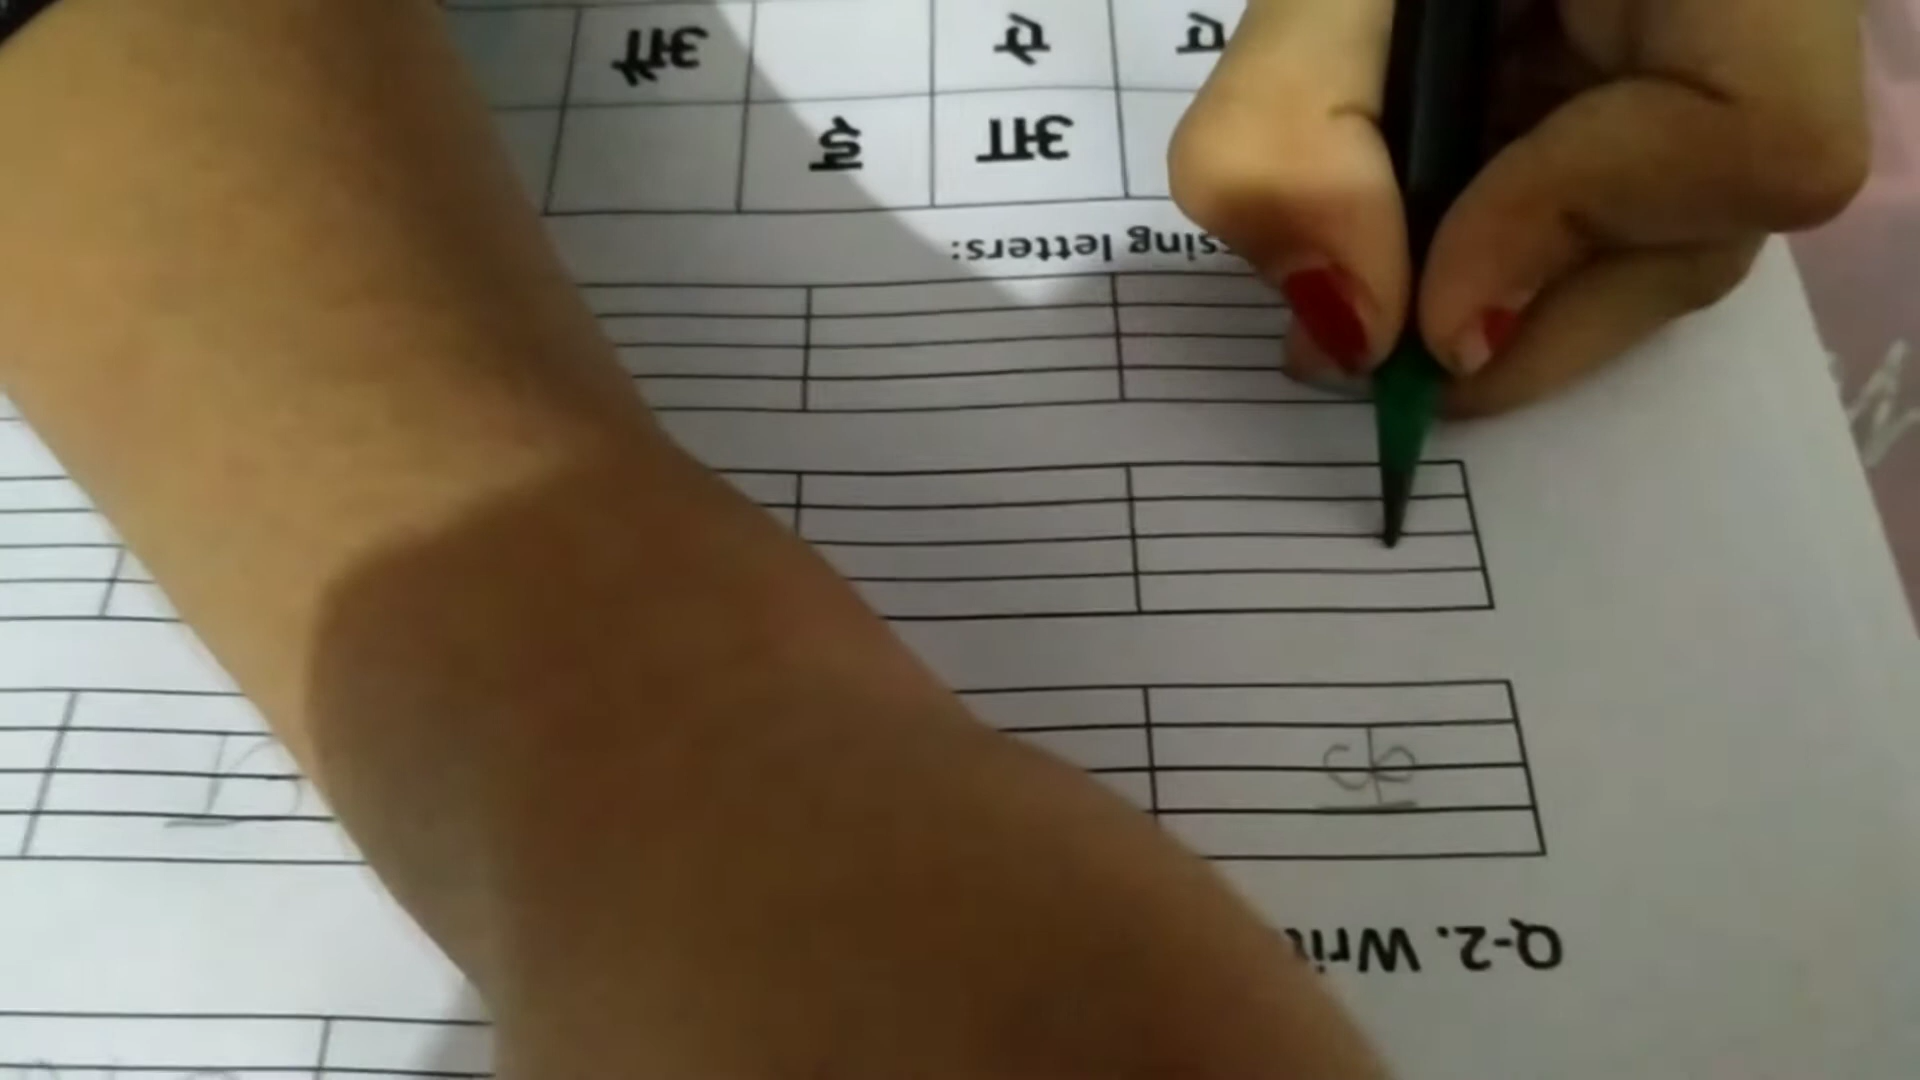 Q-2. Writ
क
sing letters:
आ इ
ए ऐ औ